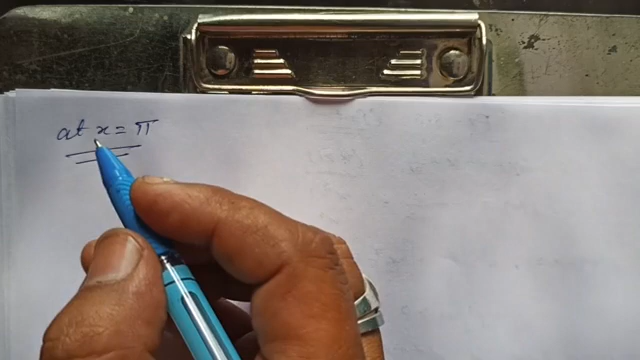 at x = π